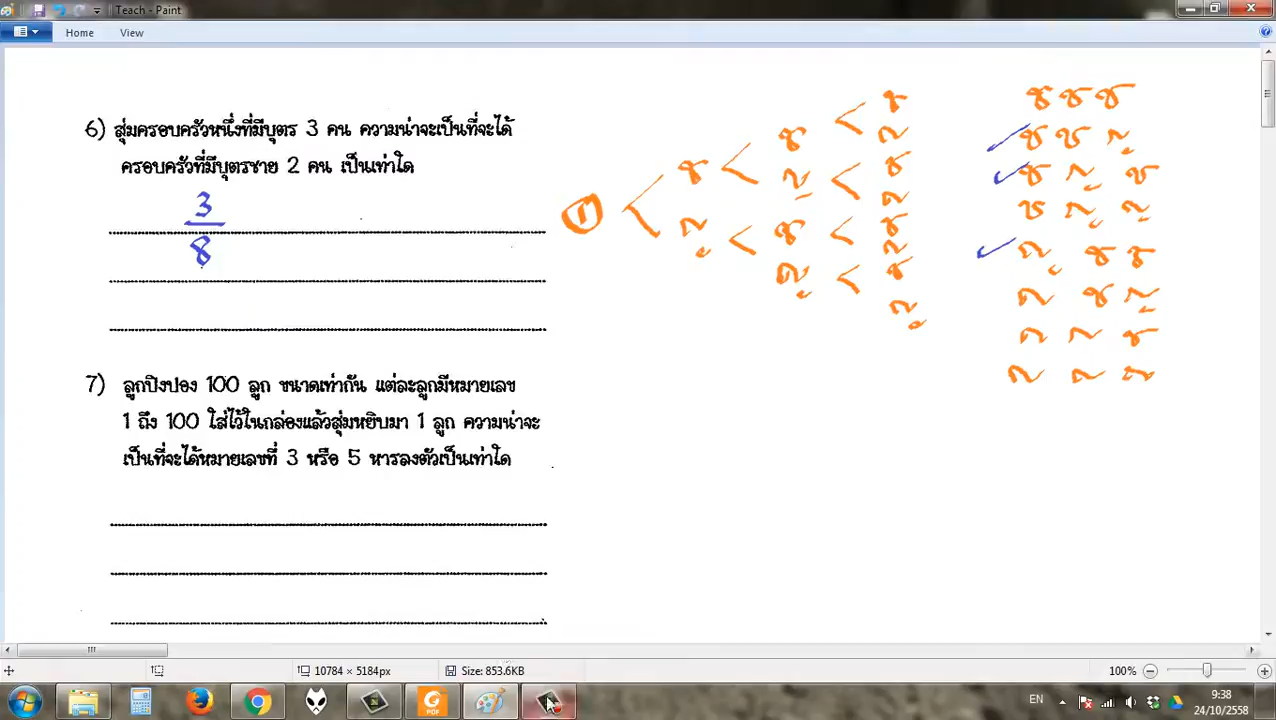 Teach - Paint
Home View
6) สุ่มครอบครัวหนึ่งที่มีบุตร 3 คน ความน่าจะเป็นที่จะได้
ครอบครัวที่มีบุตรชาย 2 คน เป็นเท่าใด
3
8
7) ลูกปิงปอง 100 ลูก ขนาดเท่ากัน แต่ละลูกมีหมายเลข
1 ถึง 100 ใส่ไว้ในกล่องแล้วสุ่มหยิบมา 1 ลูก ความน่าจะ
เป็นที่จะได้หมายเลขที่ 3 หรือ 5 หารลงตัวเป็นเท่าใด
ช ช ช
ช ช ญ
ช ญ ช
ช ญ ญ
ญ ช ช
ญ ช ญ
ญ ญ ช
ญ ญ ญ
10784 × 5184px Size: 853.6KB 100%
PDF
EN 9:38
24/10/2558